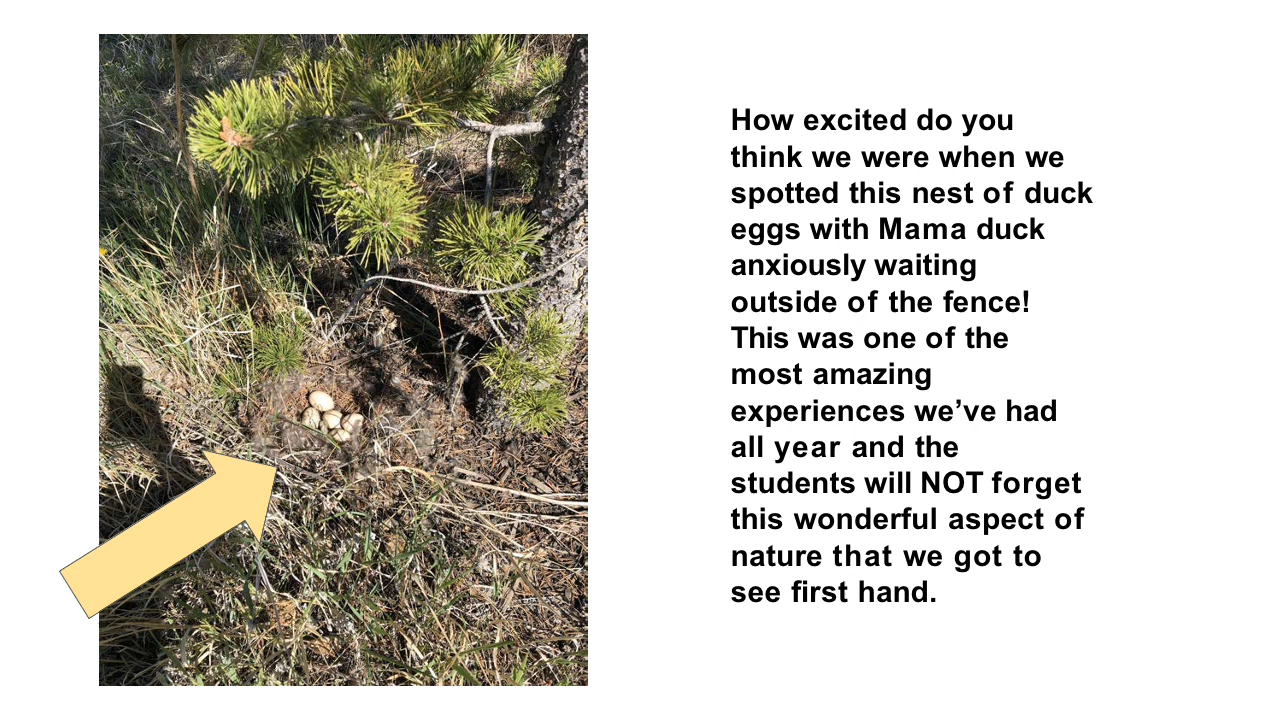 How excited do you
think we were when we
spotted this nest of duck
eggs with Mama duck
anxiously waiting
outside of the fence!
This was one of the
most amazing
experiences we’ve had
all year and the
students will NOT forget
this wonderful aspect of
nature that we got to
see first hand.